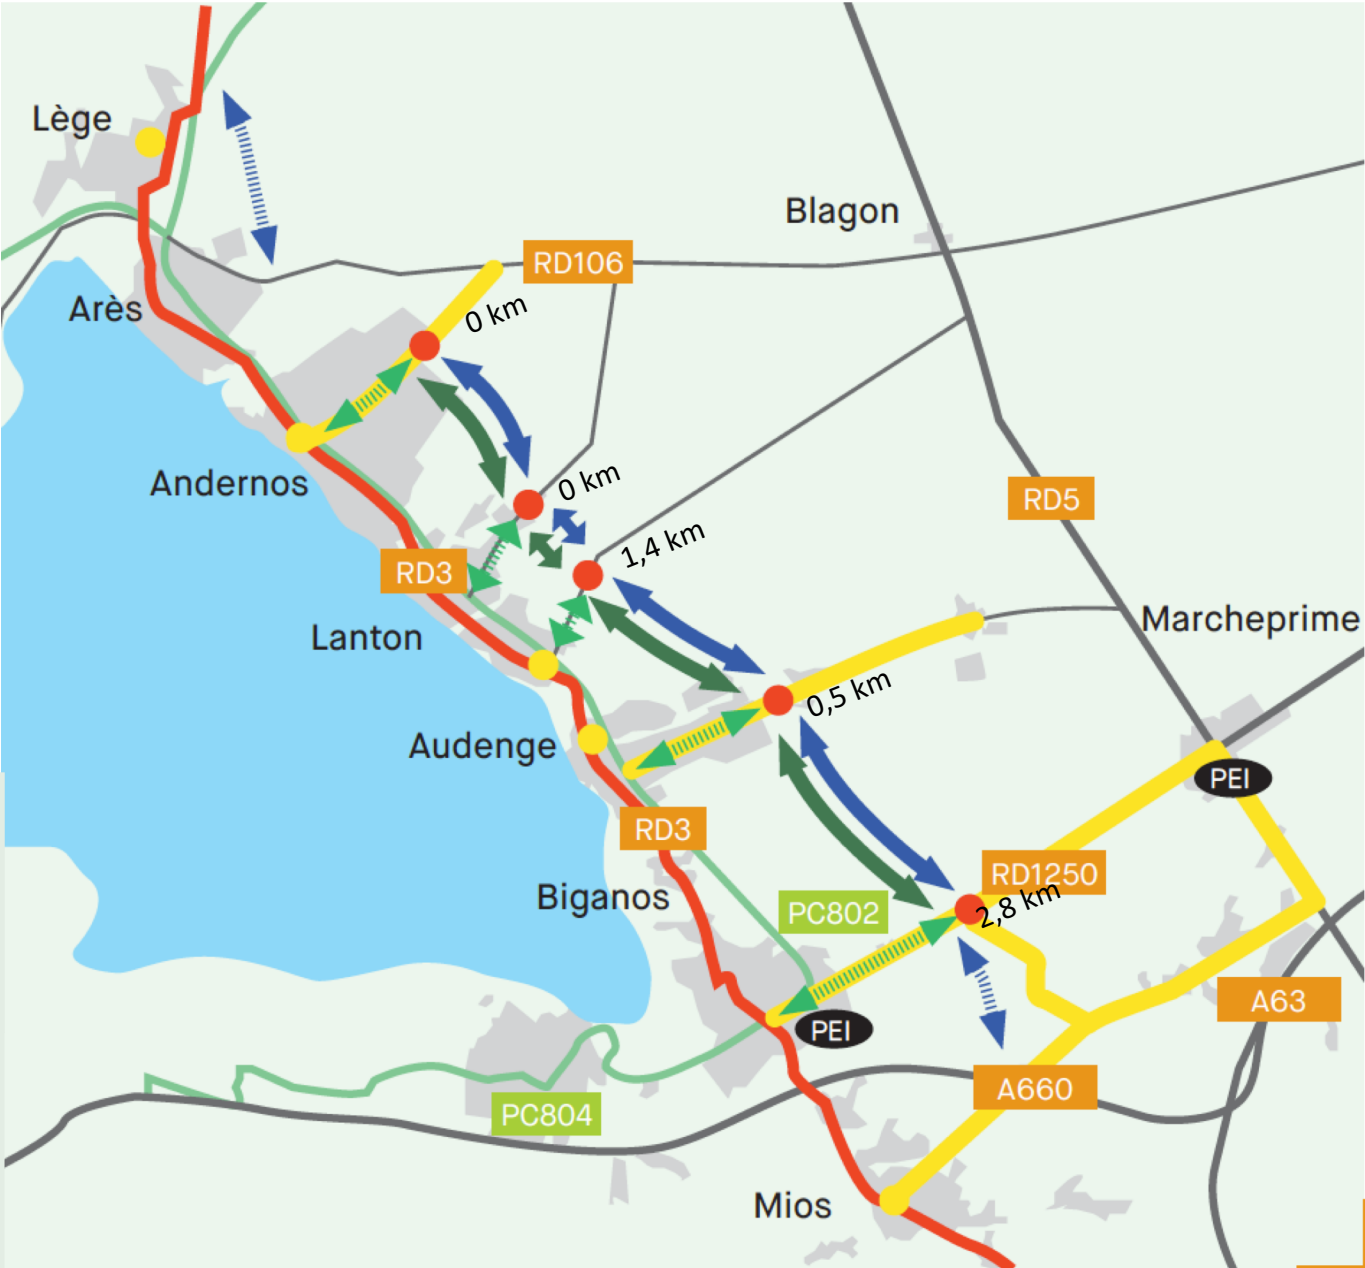 Lège
Blagon
RD106
Arès
0 km
Andernos
0 km
RD5
1,4 km
RD3
Lanton
Marcheprime
0,5 km
Audenge
PEI
RD3
RD1250
Biganos
2,8 km
PC802
A63
PEI
A660
PC804
Mios